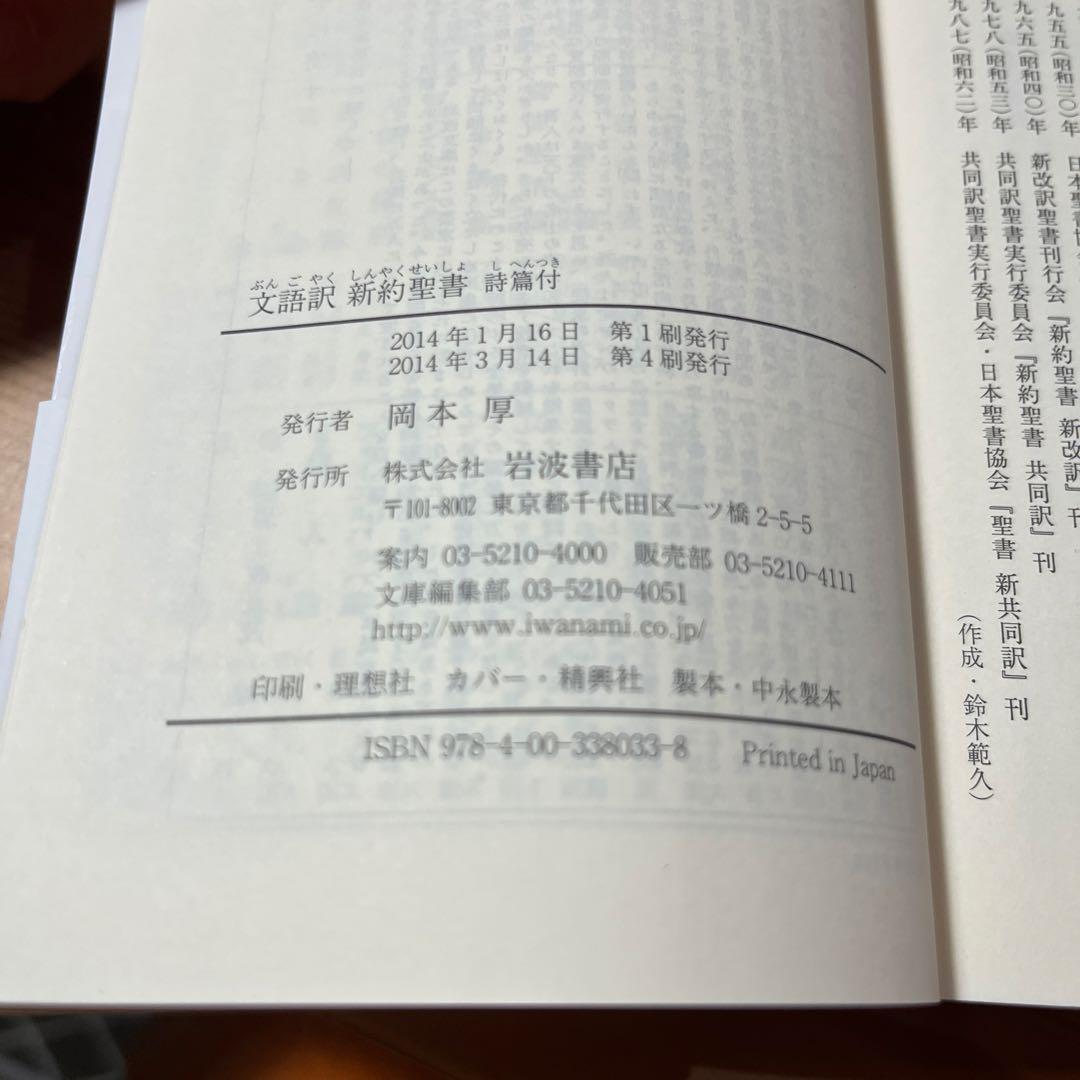 九五五(昭和三〇)年 日本聖書協
九六五(昭和四〇)年 新改訳聖書刊行会『新約聖書 新改訳』刊
九七八(昭和五三)年 共同訳聖書実行委員会『新約聖書 共同訳』刊
九八七(昭和六二)年 共同訳聖書実行委員会・日本聖書協会『聖書 新共同訳』刊
(作成・鈴木範久)
ぶんごやく しんやくせいしょ しへんつき
文語訳 新約聖書 詩篇付
2014年1月16日 第1刷発行
2014年3月14日 第4刷発行
発行者 岡本 厚
発行所 株式会社 岩波書店
〒101-8002 東京都千代田区一ツ橋2-5-5
案内 03-5210-4000 販売部 03-5210-4111
文庫編集部 03-5210-4051
http://www.iwanami.co.jp/
印刷・理想社 カバー・精興社 製本・中永製本
ISBN 978-4-00-338033-8 Printed in Japan